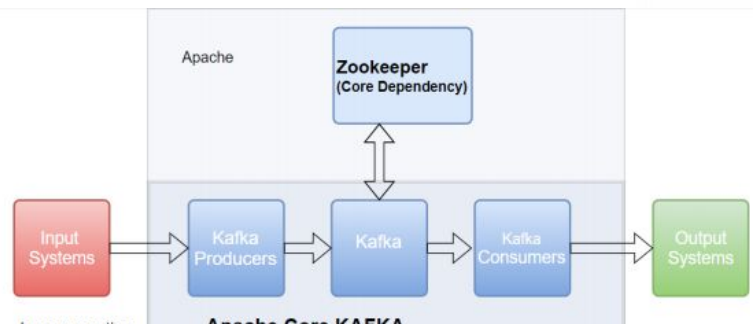 Apache
Zookeeper
(Core Dependency)
Input
Systems
Kafka
Producers
Kafka
Kafka
Consumers
Output
Systems
Apache Core KAFKA